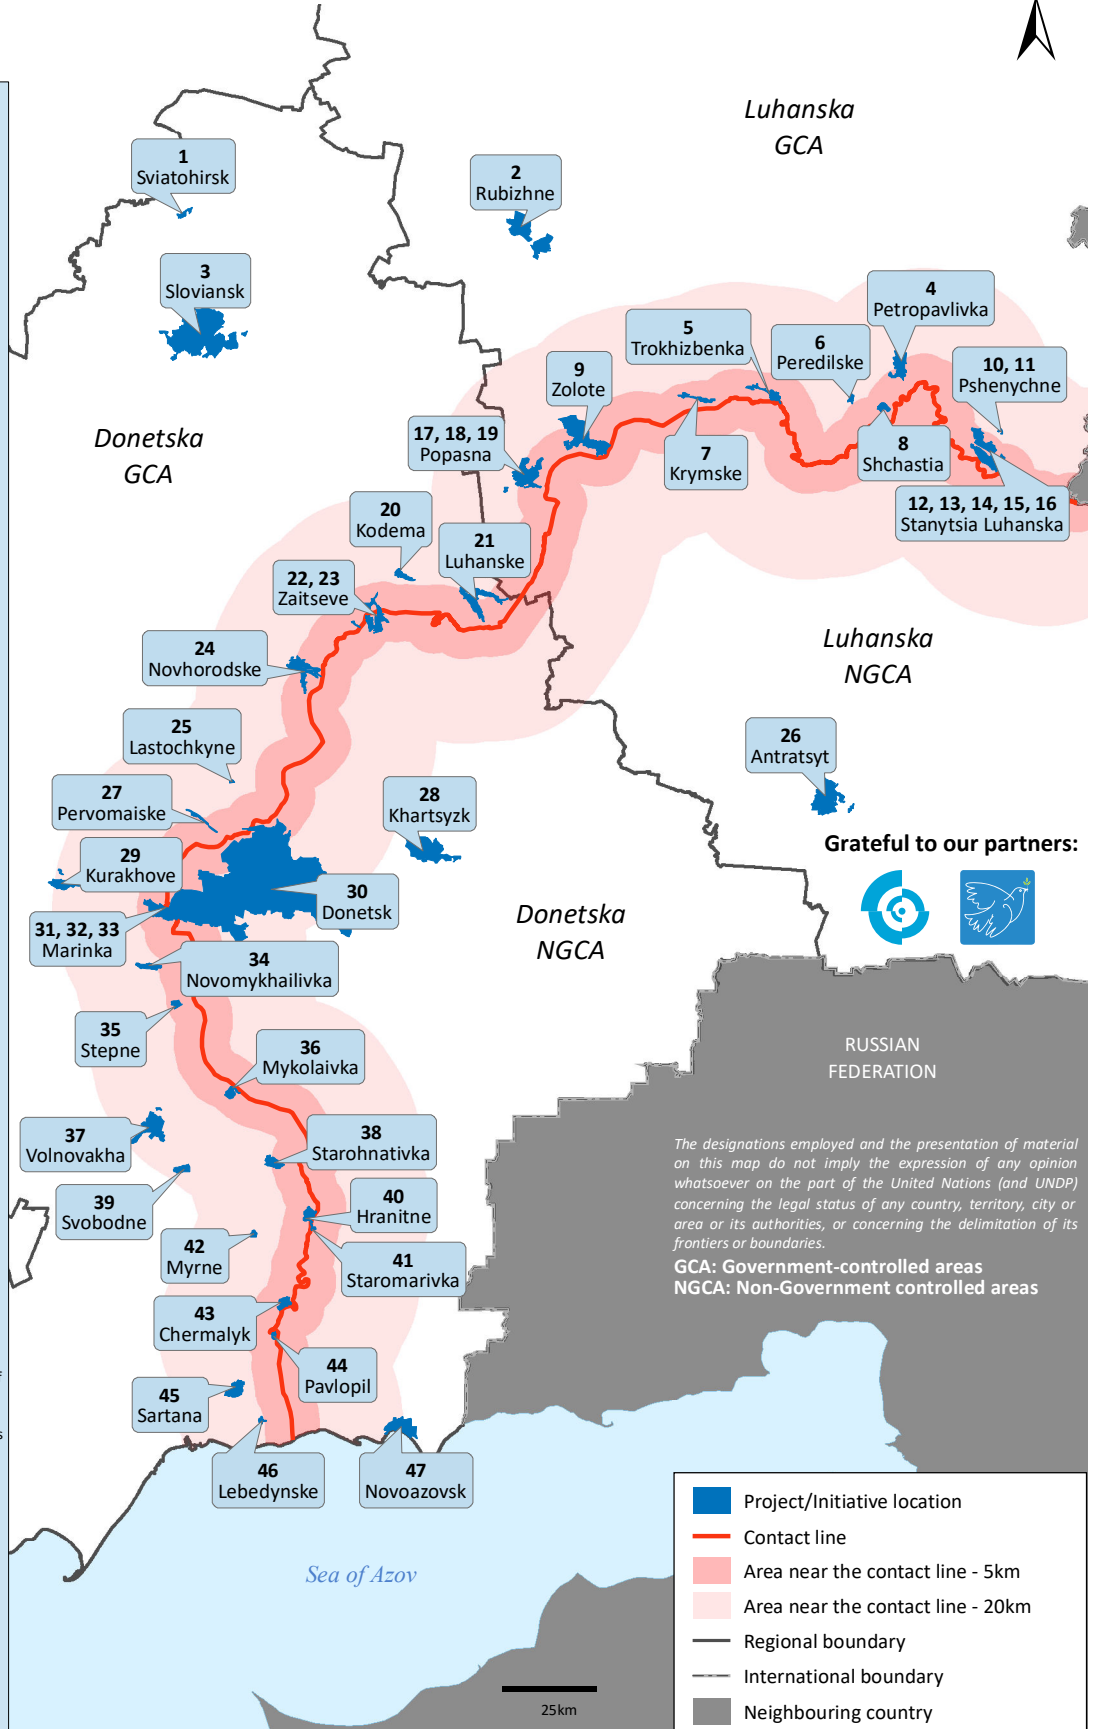 Luhanska
GCA
1
Sviatohirsk
2
Rubizhne
3
Sloviansk
4
Petropavlivka
5
Trokhizbenka
6
Peredilske
10, 11
Pshenychne
9
Zolote
Donetska
GCA
17, 18, 19
Popasna
7
Krymske
8
Shchastia
12, 13, 14, 15, 16
Stanytsia Luhanska
20
Kodema
21
Luhanske
22, 23
Zaitseve
24
Novhorodske
Luhanska
NGCA
25
Lastochkyne
26
Antratsyt
27
Pervomaiske
28
Khartsyzk
Grateful to our partners:
29
Kurakhove
30
Donetsk
31, 32, 33
Marinka
Donetska
NGCA
34
Novomykhailivka
35
Stepne
36
Mykolaivka
RUSSIAN
FEDERATION
37
Volnovakha
38
Starohnativka
The designations employed and the presentation of material
on this map do not imply the expression of any opinion
whatsoever on the part of the United Nations (and UNDP)
concerning the legal status of any country, territory, city or
area or its authorities, or concerning the delimitation of its
frontiers or boundaries.
GCA: Government-controlled areas
NGCA: Non-Government controlled areas
39
Svobodne
40
Hranitne
42
Myrne
41
Staromarivka
43
Chermalyk
44
Pavlopil
45
Sartana
46
Lebedynske
47
Novoazovsk
Sea of Azov
Project/Initiative location
Contact line
Area near the contact line - 5km
Area near the contact line - 20km
Regional boundary
International boundary
Neighbouring country
25km